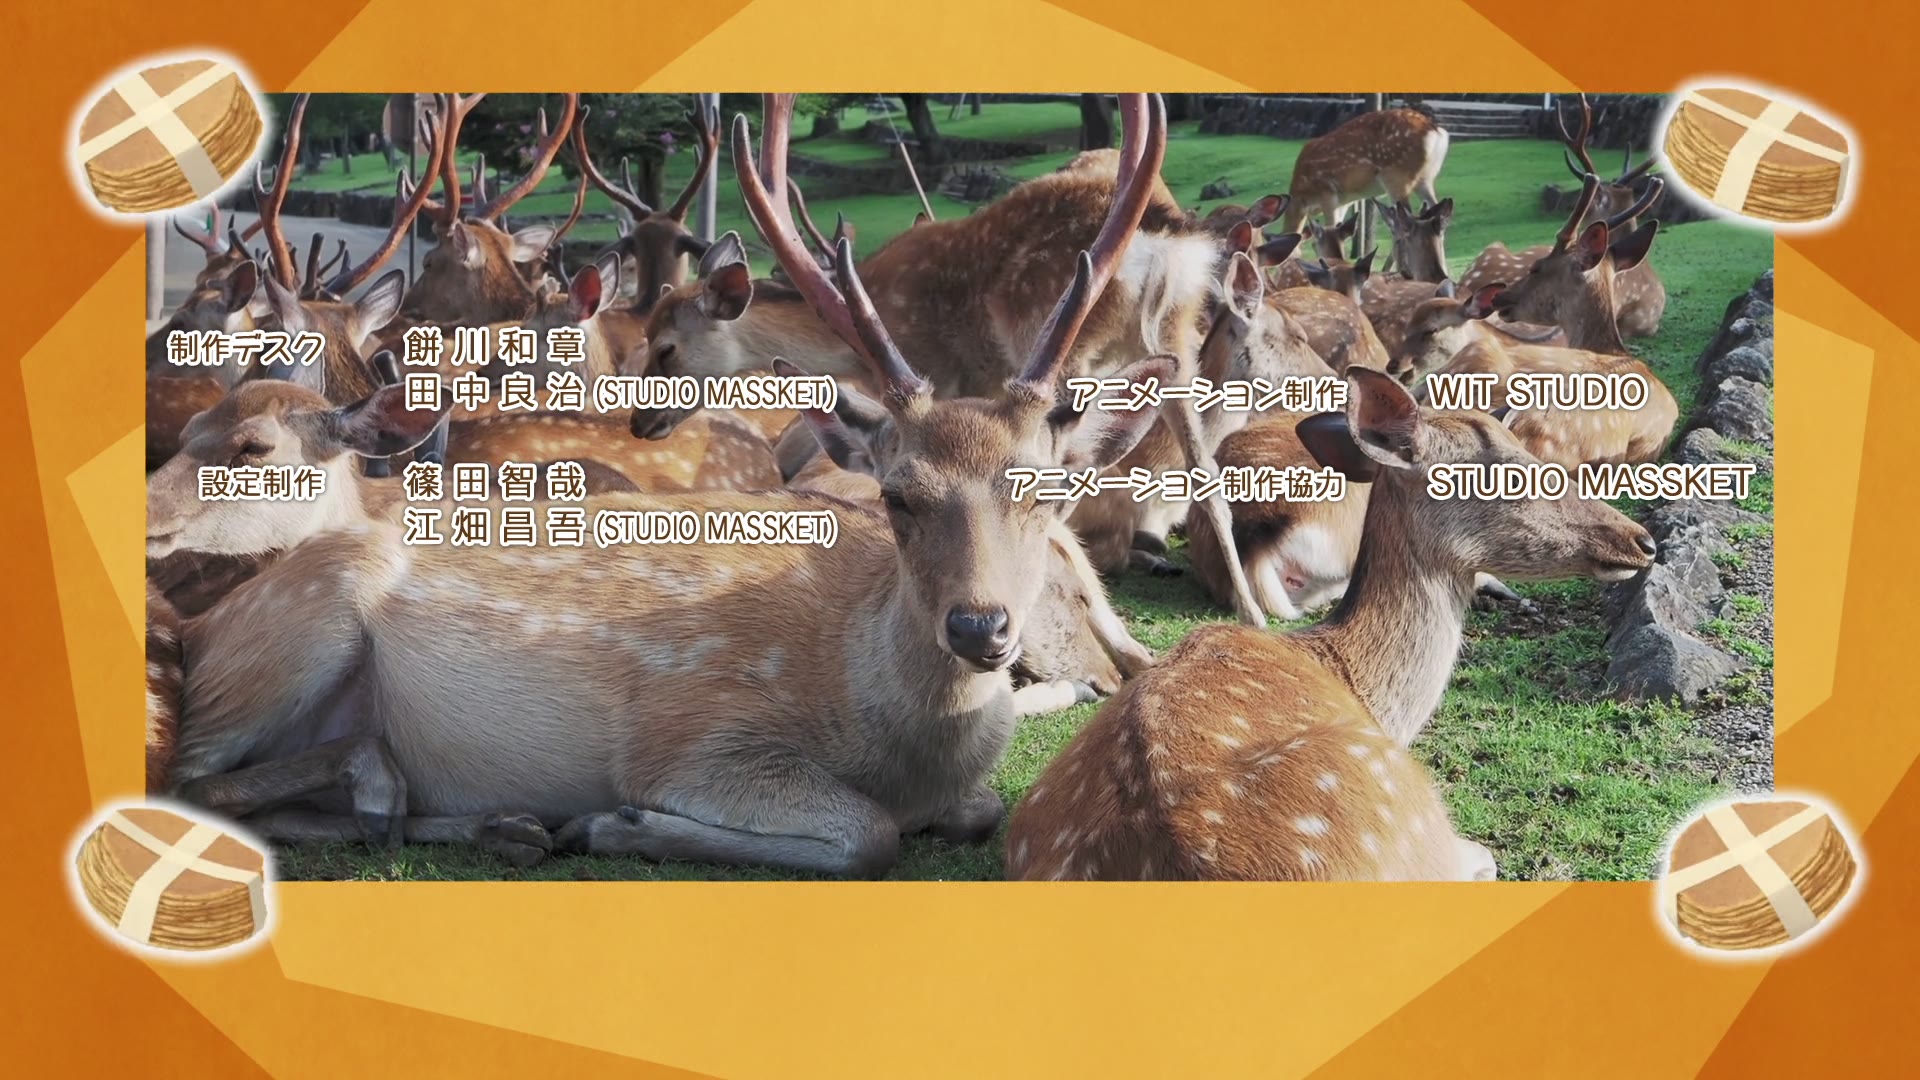 制作デスク 餅川和章
田中良治(STUDIO MASSKET)
設定制作 篠田智哉
江畑昌吾(STUDIO MASSKET)
アニメーション制作 WIT STUDIO
アニメーション制作協力 STUDIO MASSKET